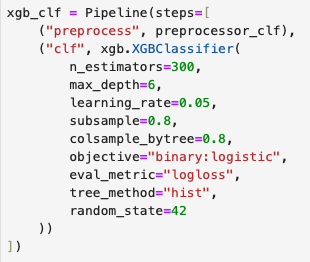 xgb_clf = Pipeline(steps=[
    ("preprocess", preprocessor_clf),
    ("clf", xgb.XGBClassifier(
        n_estimators=300,
        max_depth=6,
        learning_rate=0.05,
        subsample=0.8,
        colsample_bytree=0.8,
        objective="binary:logistic",
        eval_metric="logloss",
        tree_method="hist",
        random_state=42
    ))
])